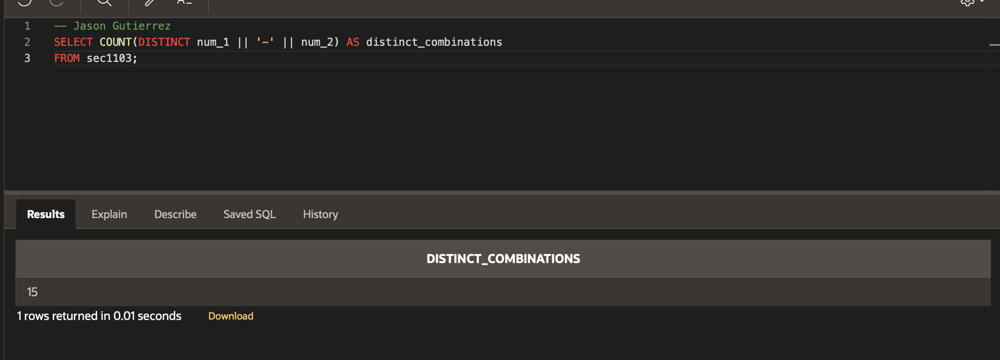 1 -- Jason Gutierrez
2 SELECT COUNT(DISTINCT num_1 || '-' || num_2) AS distinct_combinations
3 FROM sec1103;
Results Explain Describe Saved SQL History
DISTINCT_COMBINATIONS
15
1 rows returned in 0.01 seconds Download